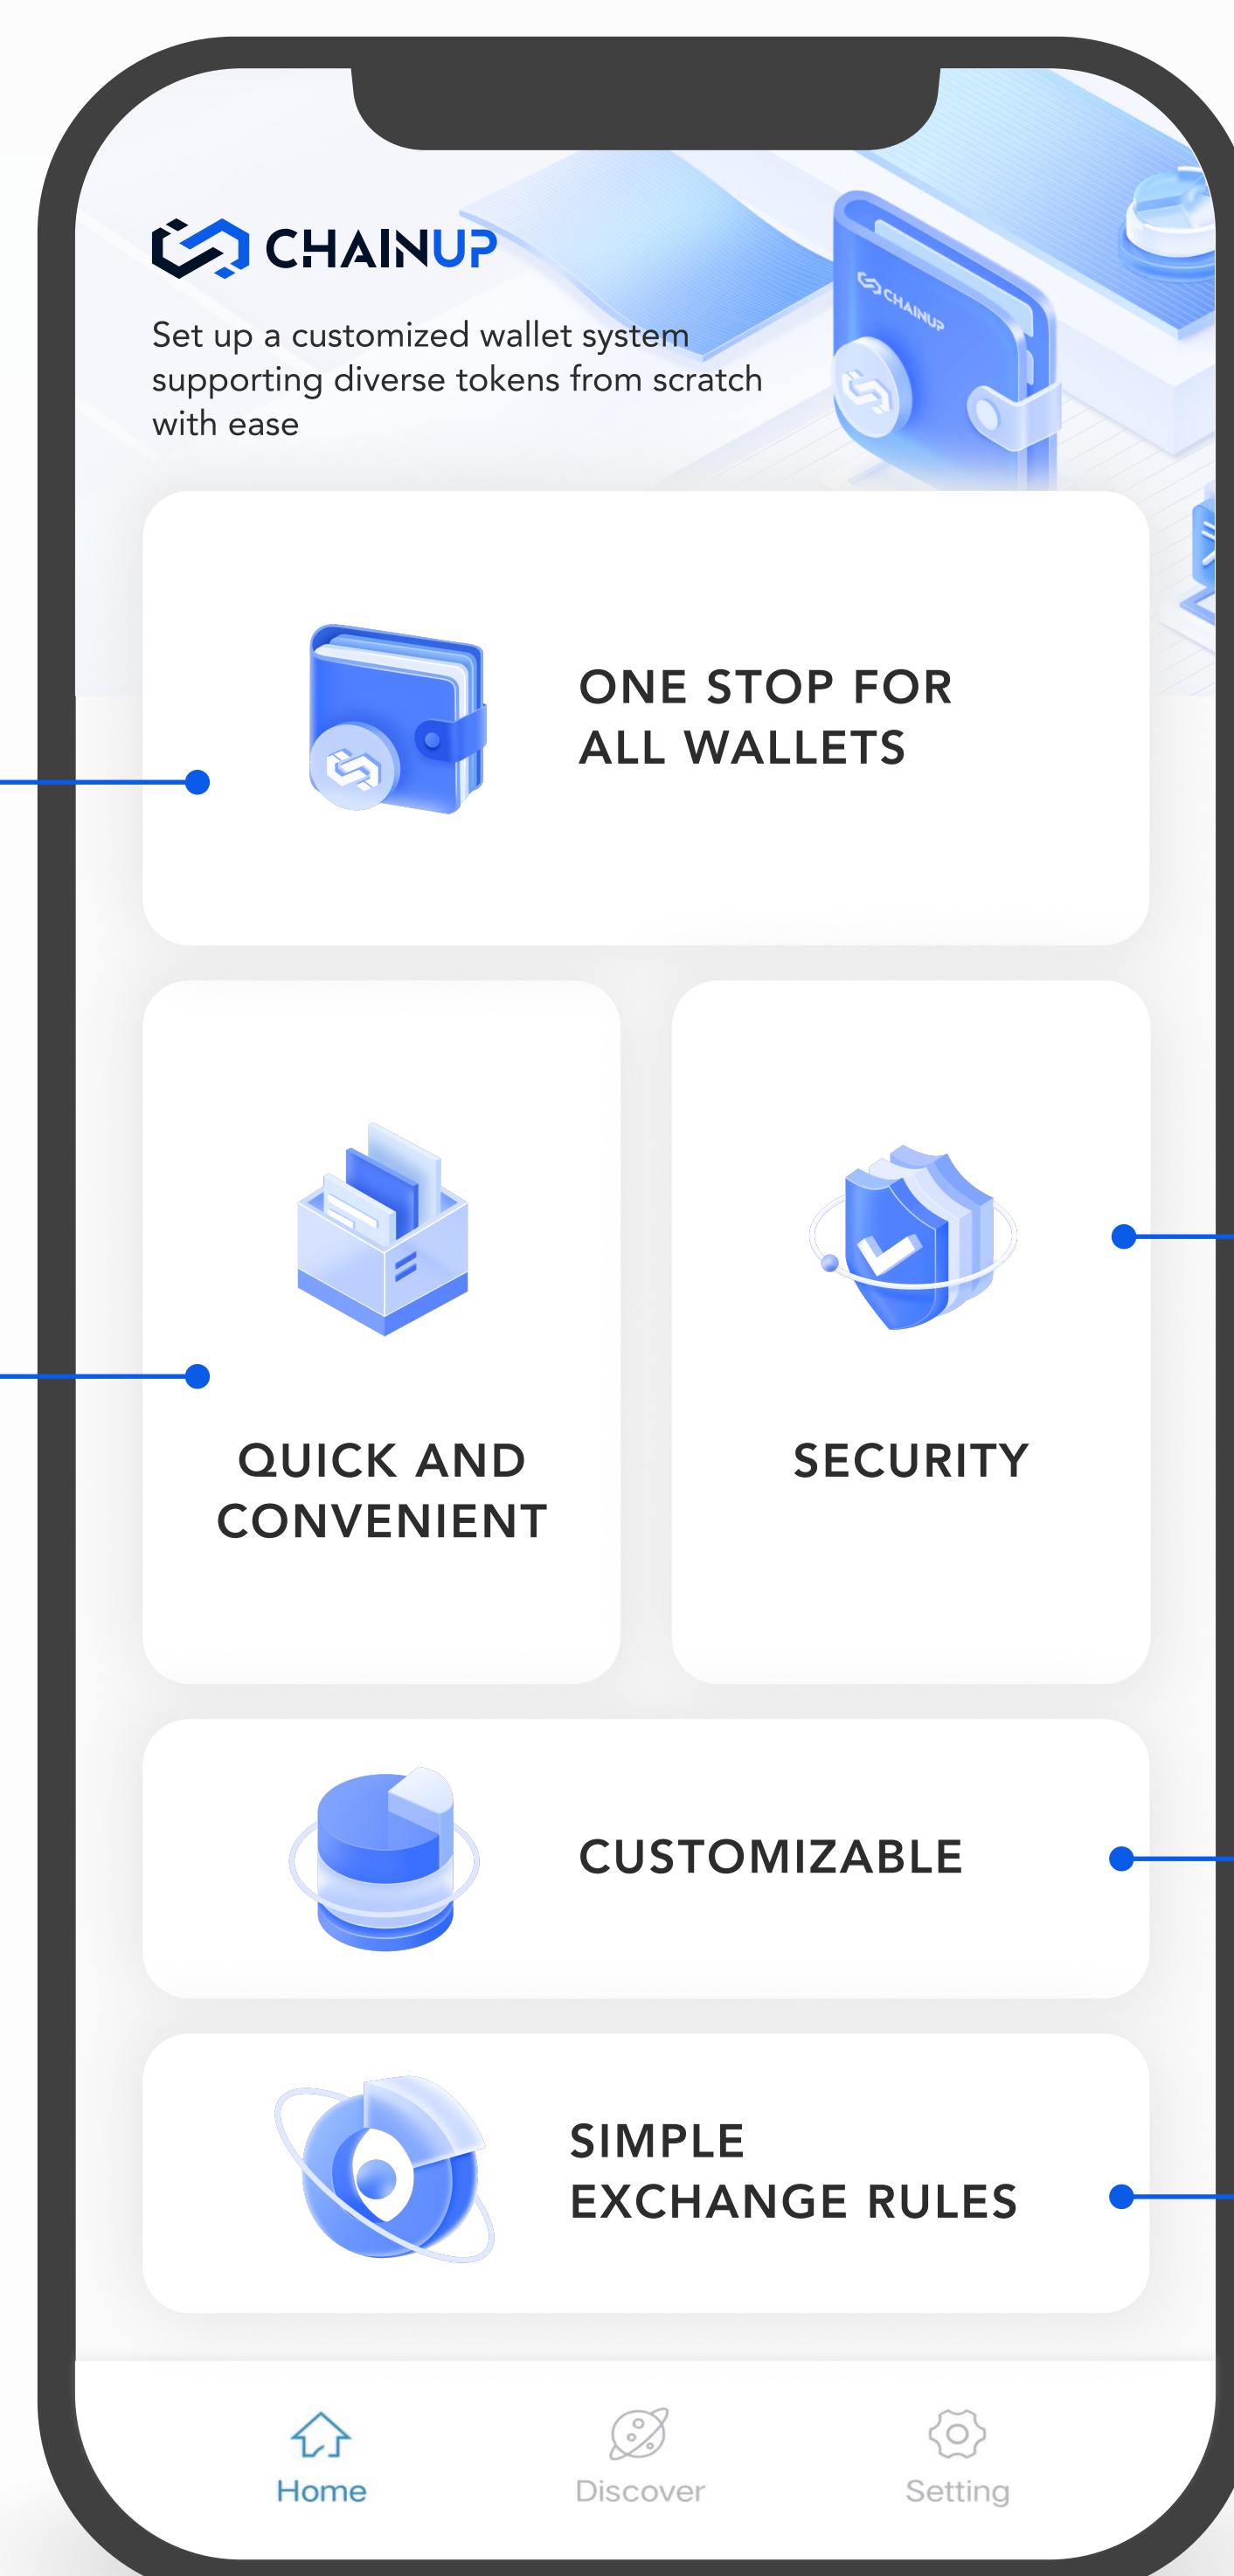 CHAINUP
Set up a customized wallet system
supporting diverse tokens from scratch
with ease
CHAINUP
ONE STOP FOR
ALL WALLETS
QUICK AND
CONVENIENT
SECURITY
CUSTOMIZABLE
SIMPLE
EXCHANGE RULES
Home
Discover
Setting